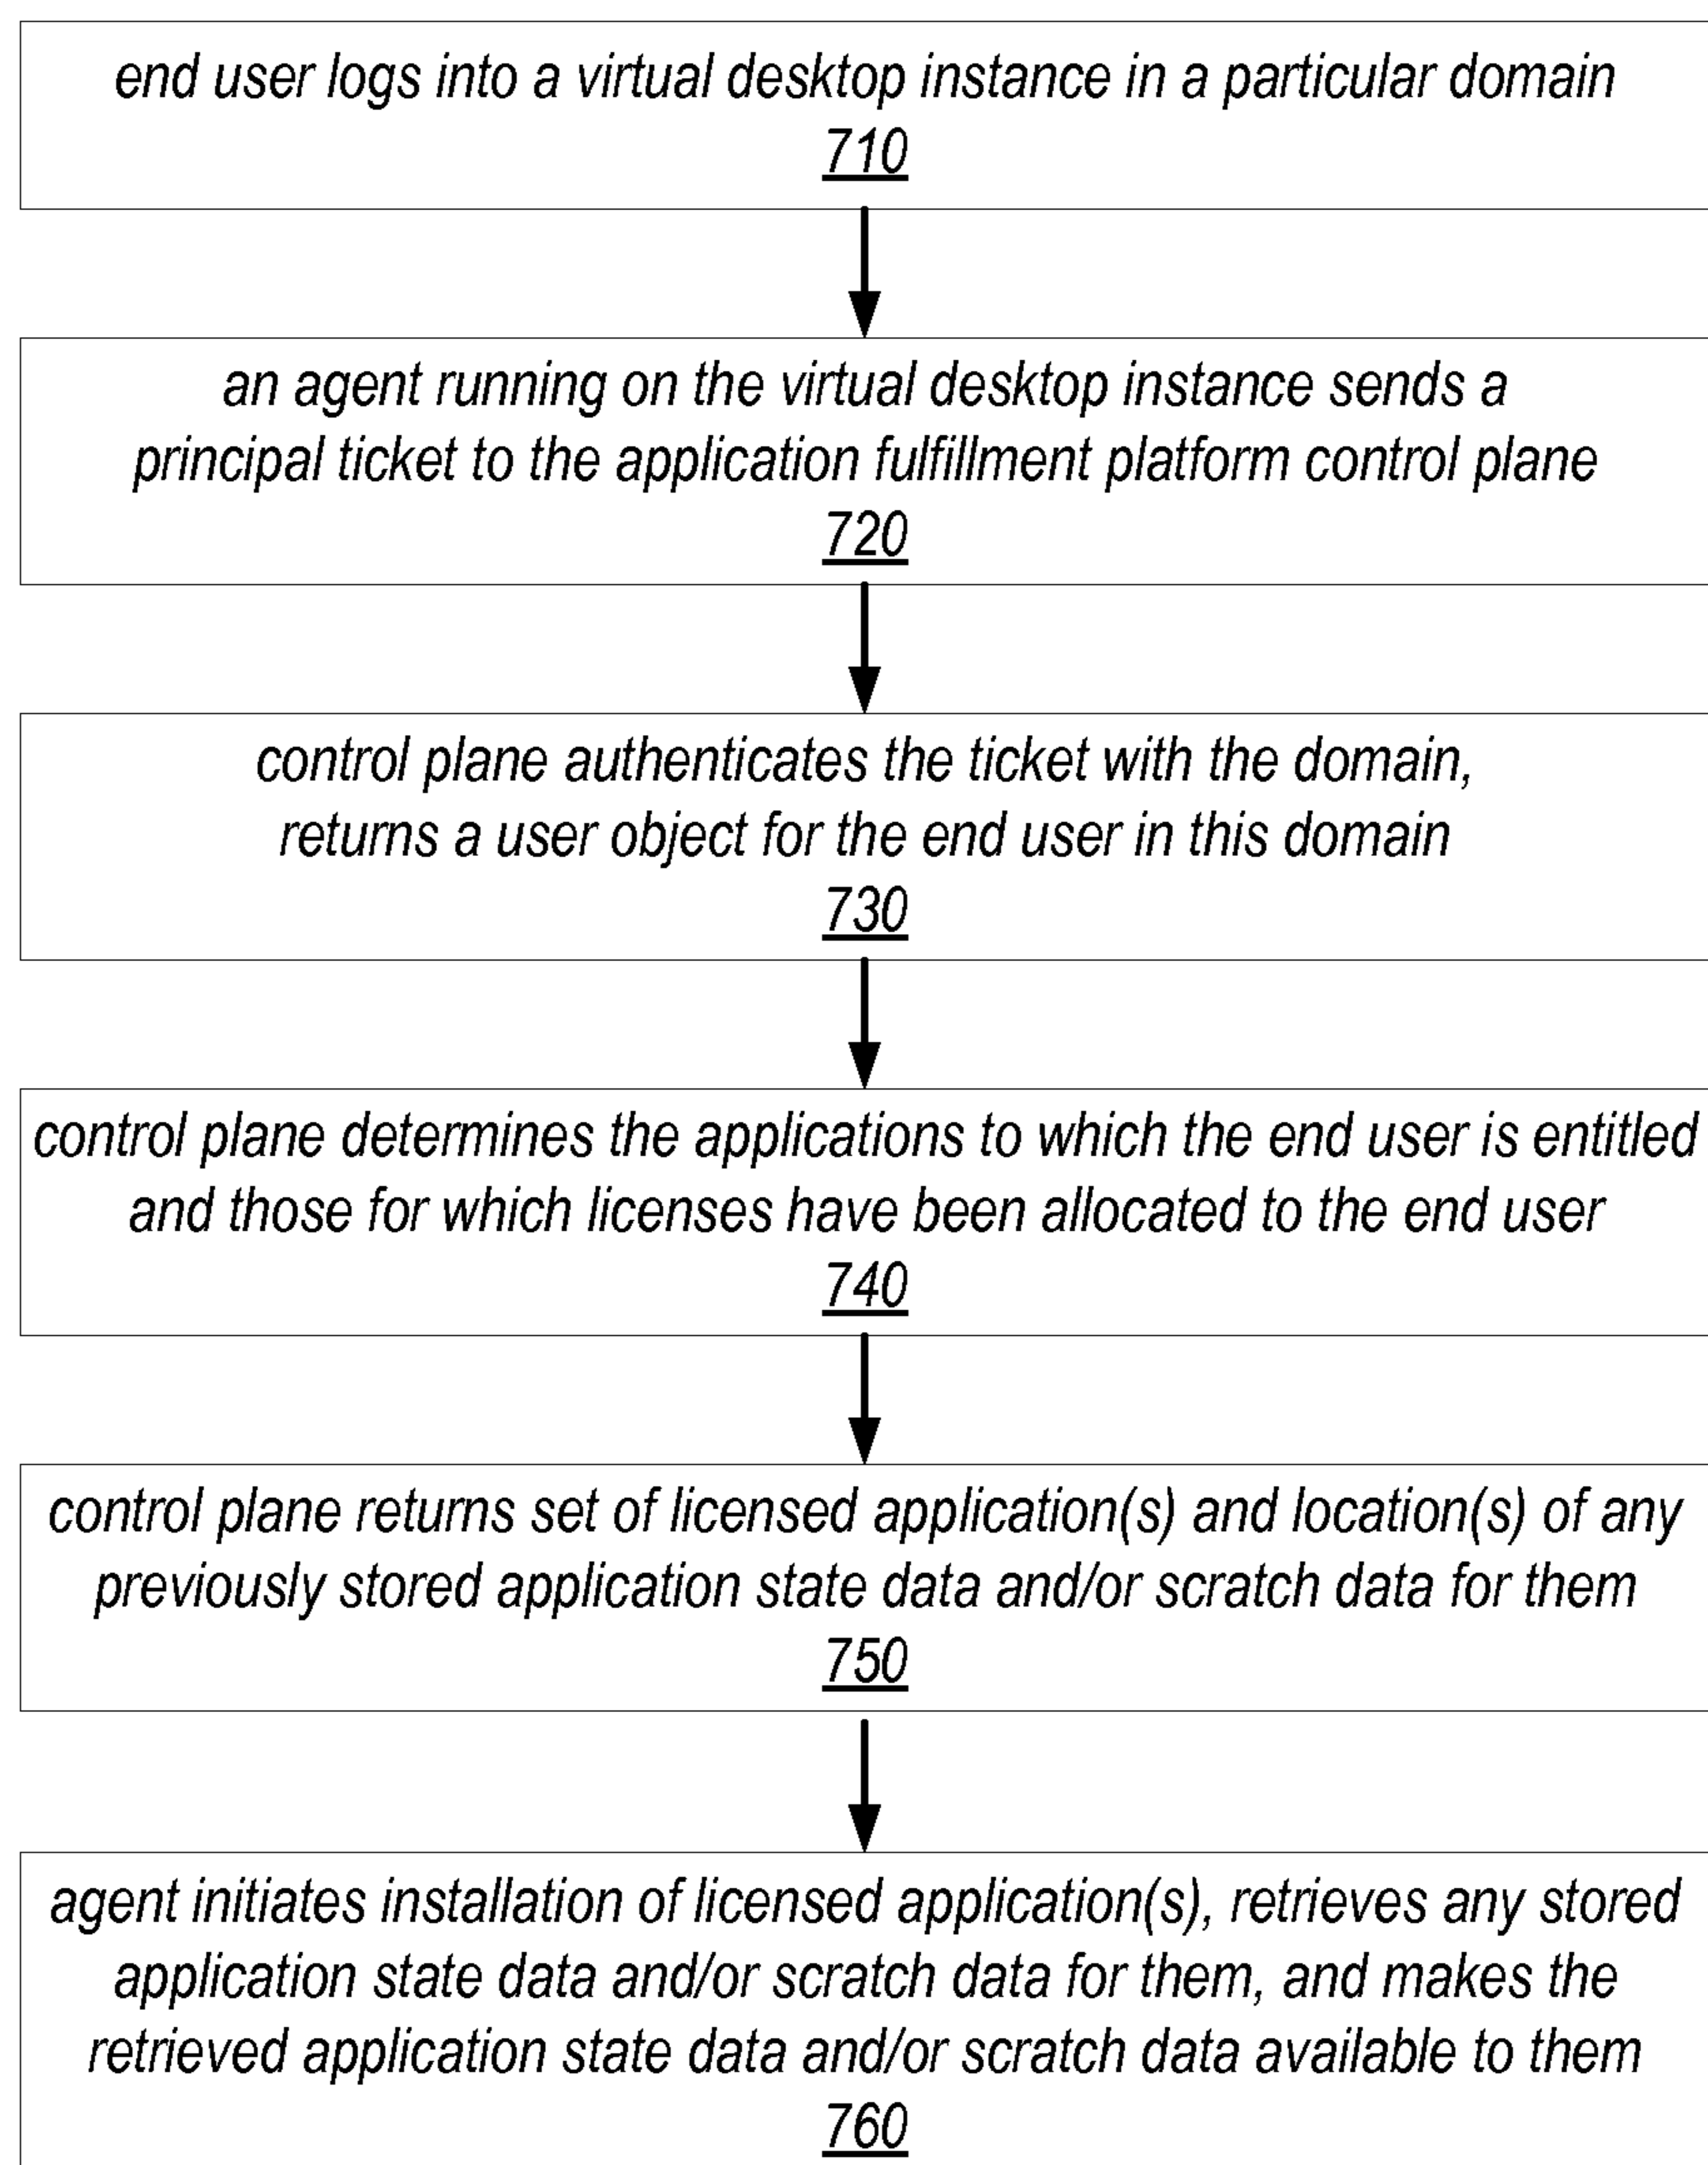 end user logs into a virtual desktop instance in a particular domain
710
an agent running on the virtual desktop instance sends a
principal ticket to the application fulfillment platform control plane
720
control plane authenticates the ticket with the domain,
returns a user object for the end user in this domain
730
control plane determines the applications to which the end user is entitled
and those for which licenses have been allocated to the end user
740
control plane returns set of licensed application(s) and location(s) of any
previously stored application state data and/or scratch data for them
750
agent initiates installation of licensed application(s), retrieves any stored
application state data and/or scratch data for them, and makes the
retrieved application state data and/or scratch data available to them
760